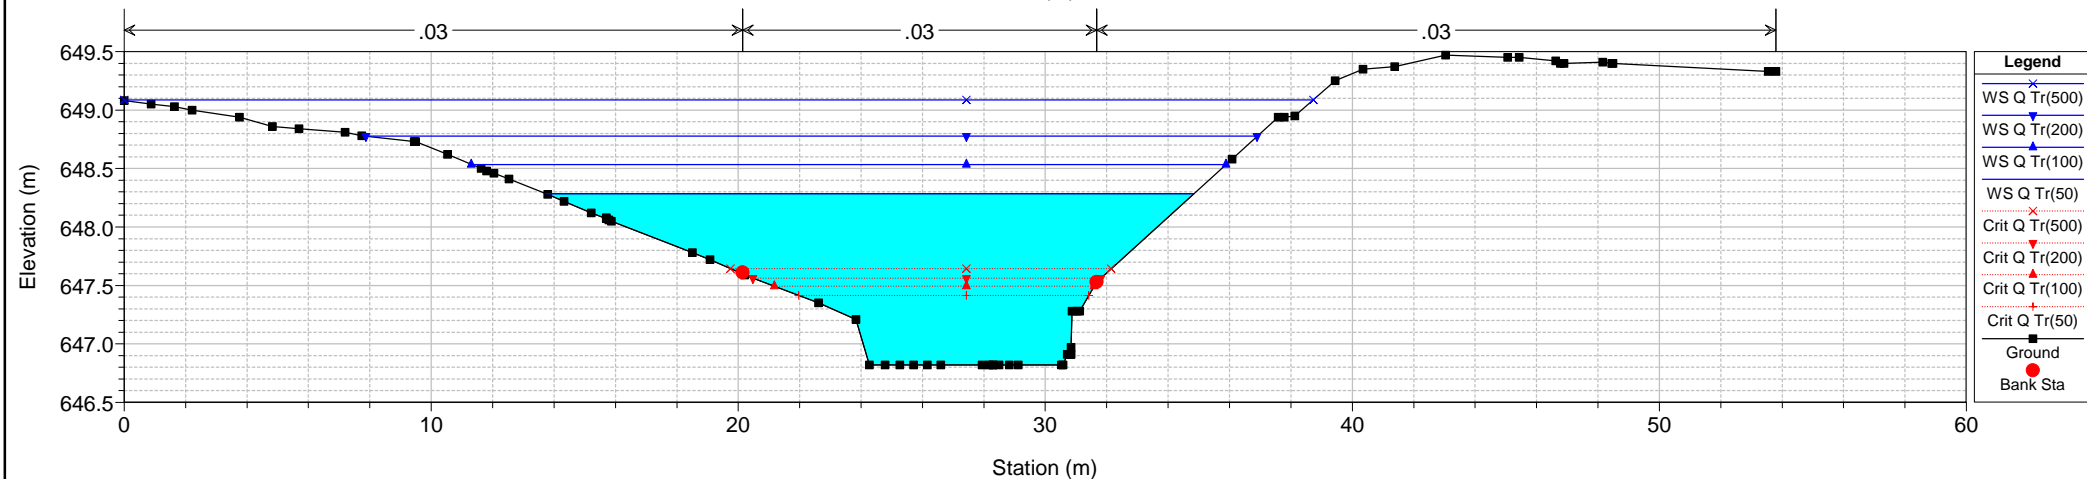 .03 .03 .03
649.5
649.0
648.5
648.0
647.5
647.0
646.5
Elevation (m)
0 10 20 30 40 50 60
Station (m)
Legend
WS Q Tr(500)
WS Q Tr(200)
WS Q Tr(100)
WS Q Tr(50)
Crit Q Tr(500)
Crit Q Tr(200)
Crit Q Tr(100)
Crit Q Tr(50)
Ground
Bank Sta